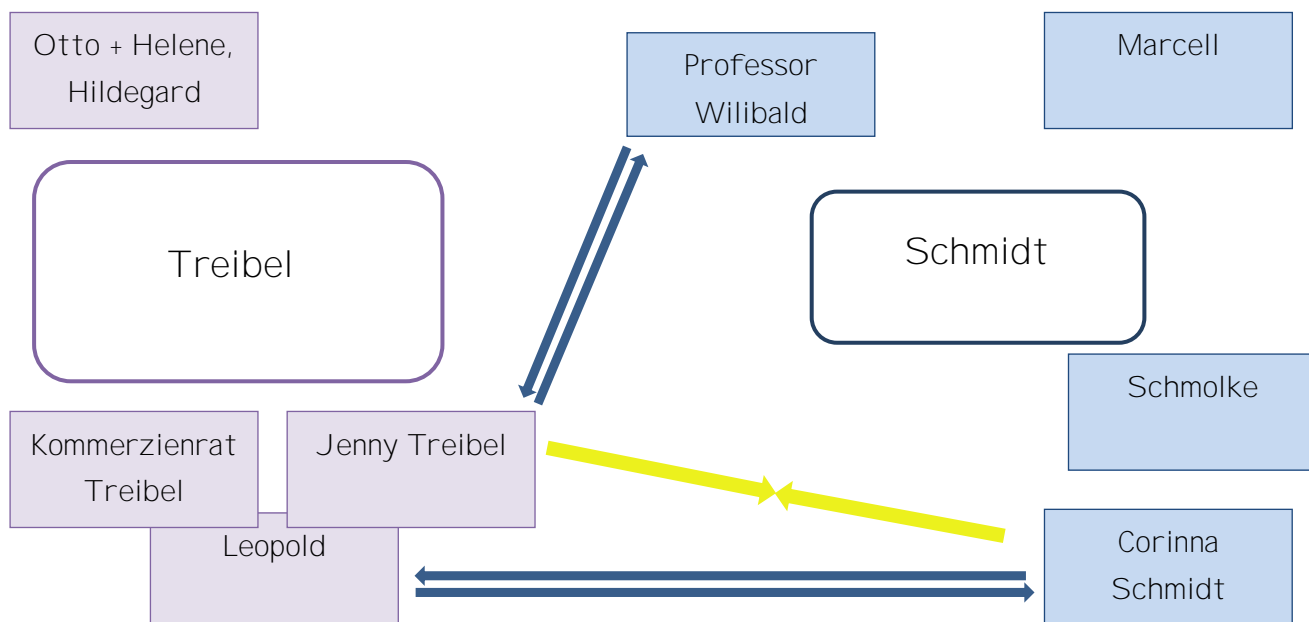 Otto + Helene,
Hildegard
Professor
Wilibald
Marcell
Treibel
Schmidt
Schmolke
Kommerzienrat
Treibel
Jenny Treibel
Leopold
Corinna
Schmidt